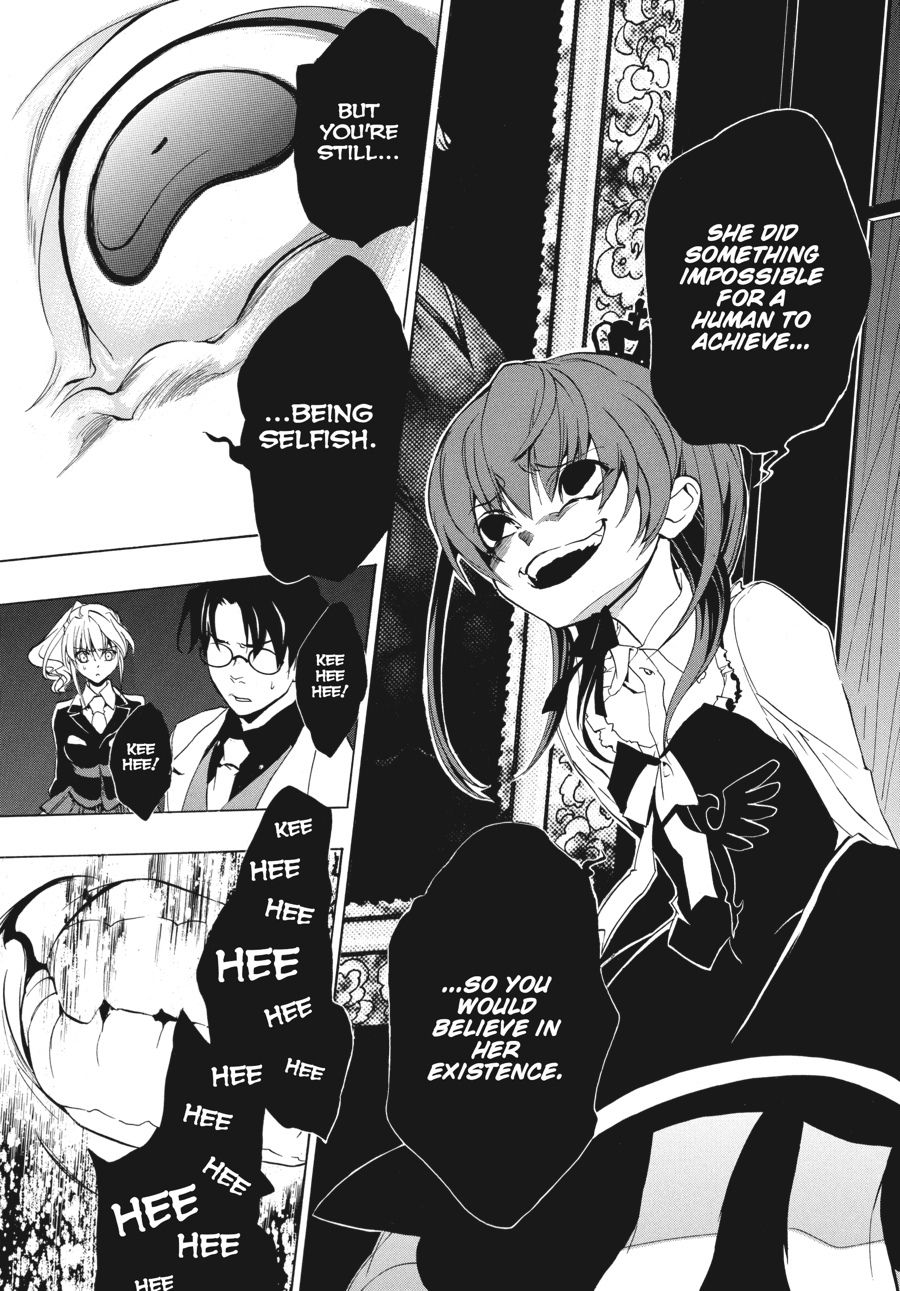 SHE DID
SOMETHING
IMPOSSIBLE
FOR A
HUMAN TO
ACHIEVE...
...SO YOU
WOULD
BELIEVE IN
HER
EXISTENCE.
BUT
YOU'RE
STILL...
...BEING
SELFISH.
KEE
HEE
HEE!
KEE
HEE!
KEE
HEE
HEE
HEE
HEE
HEE
HEE
HEE
HEE
HEE
HEE
HEE